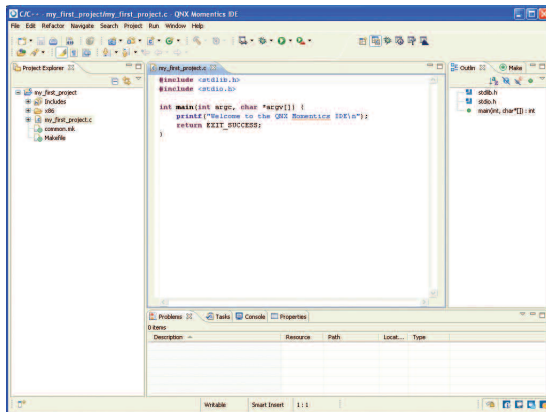 C/C++ - my_first_project/my_first_project.c - QNX Momentics IDE
File Edit Refactor Navigate Search Project Run Window Help
Project Explorer
my_first_project
Includes
x86
my_first_project.c
common.mk
Makefile
my_first_project.c
#include <stdlib.h>
#include <stdio.h>
int main(int argc, char *argv[]) {
printf("Welcome to the QNX Momentics IDE\n");
return EXIT_SUCCESS;
}
Outlin
Make
stdlib.h
stdio.h
main(int, char*[]) : int
Problems Tasks Console Properties
0 items
Description Resource Path Locat... Type
Writable Smart Insert 1 : 1